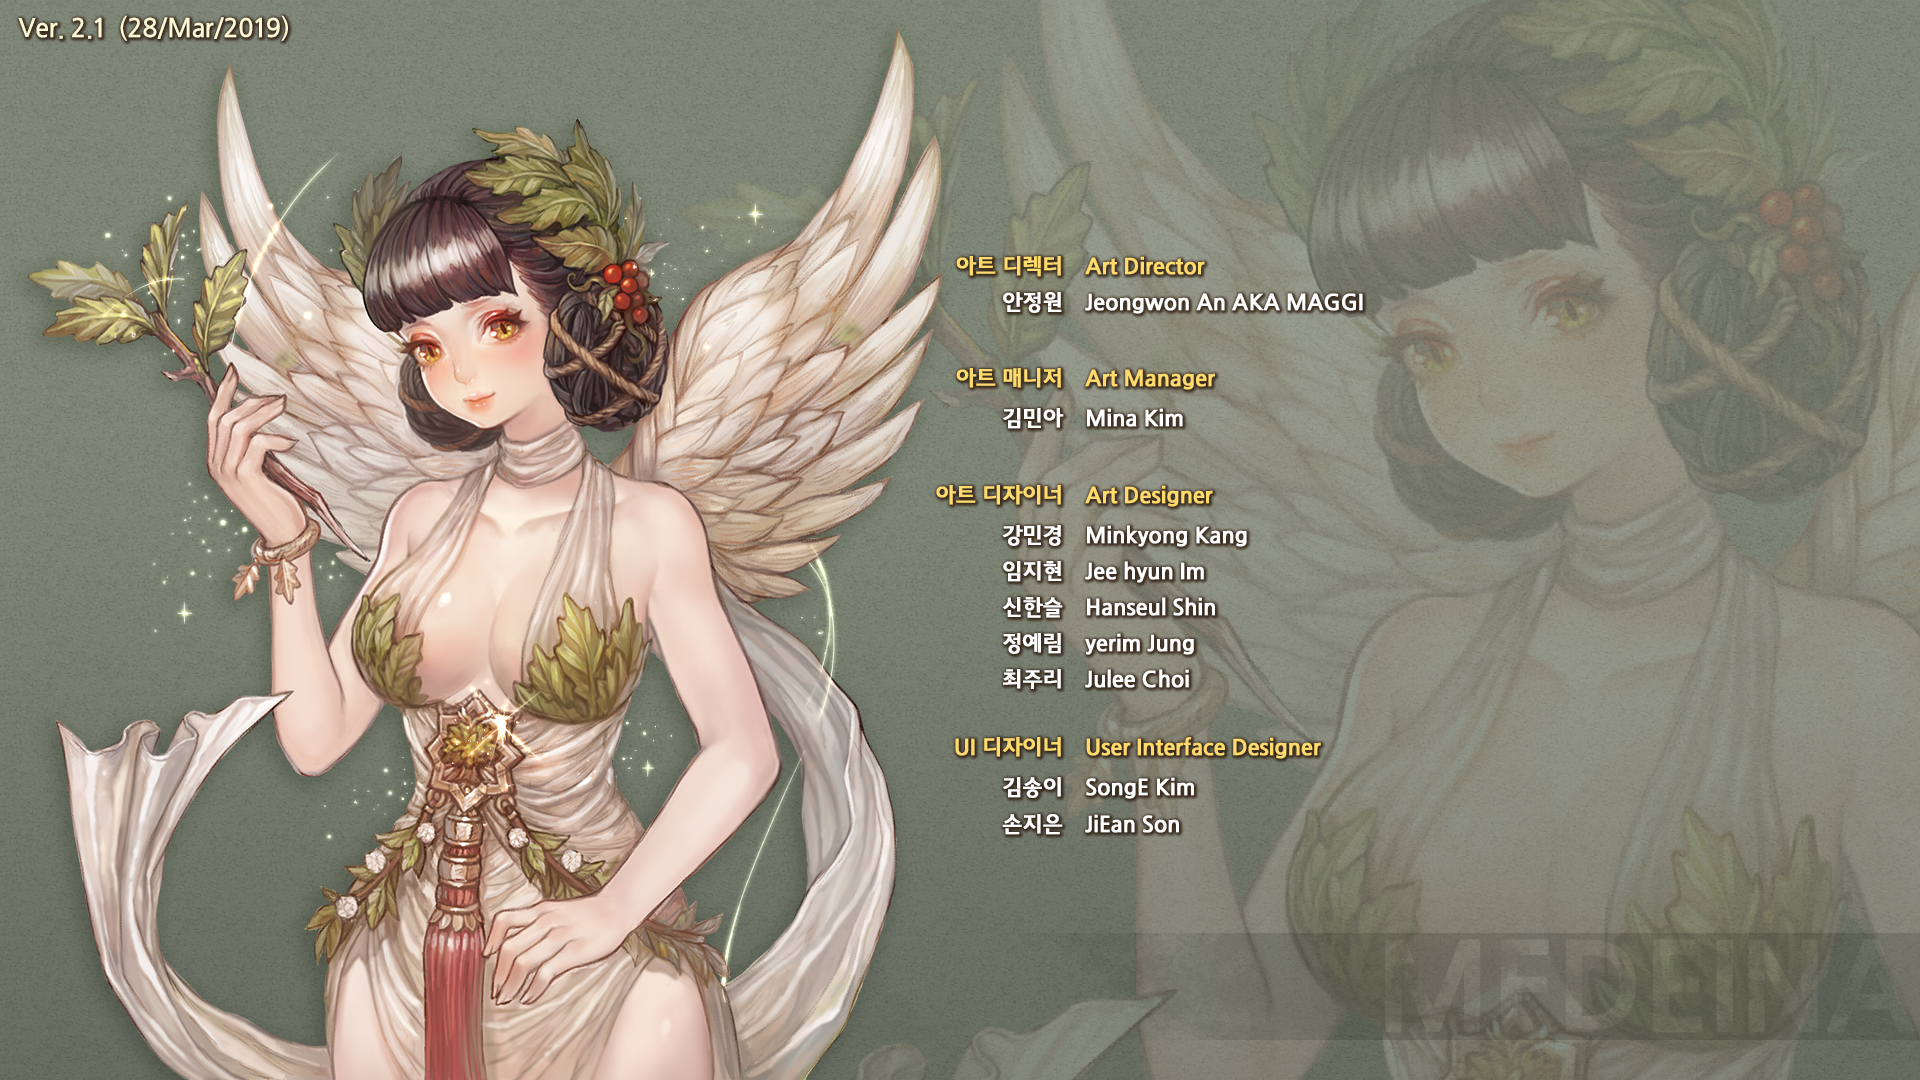 Ver. 2.1 (28/Mar/2019)
아트 디렉터 Art Director
안정원 Jeongwon An AKA MAGGI
아트 매니저 Art Manager
김민아 Mina Kim
아트 디자이너 Art Designer
강민경 Minkyong Kang
임지현 Jee hyun Im
신한슬 Hanseul Shin
정예림 yerim Jung
최주리 Julee Choi
UI 디자이너 User Interface Designer
김송이 SongE Kim
손지은 JiEan Son
MEDEINA